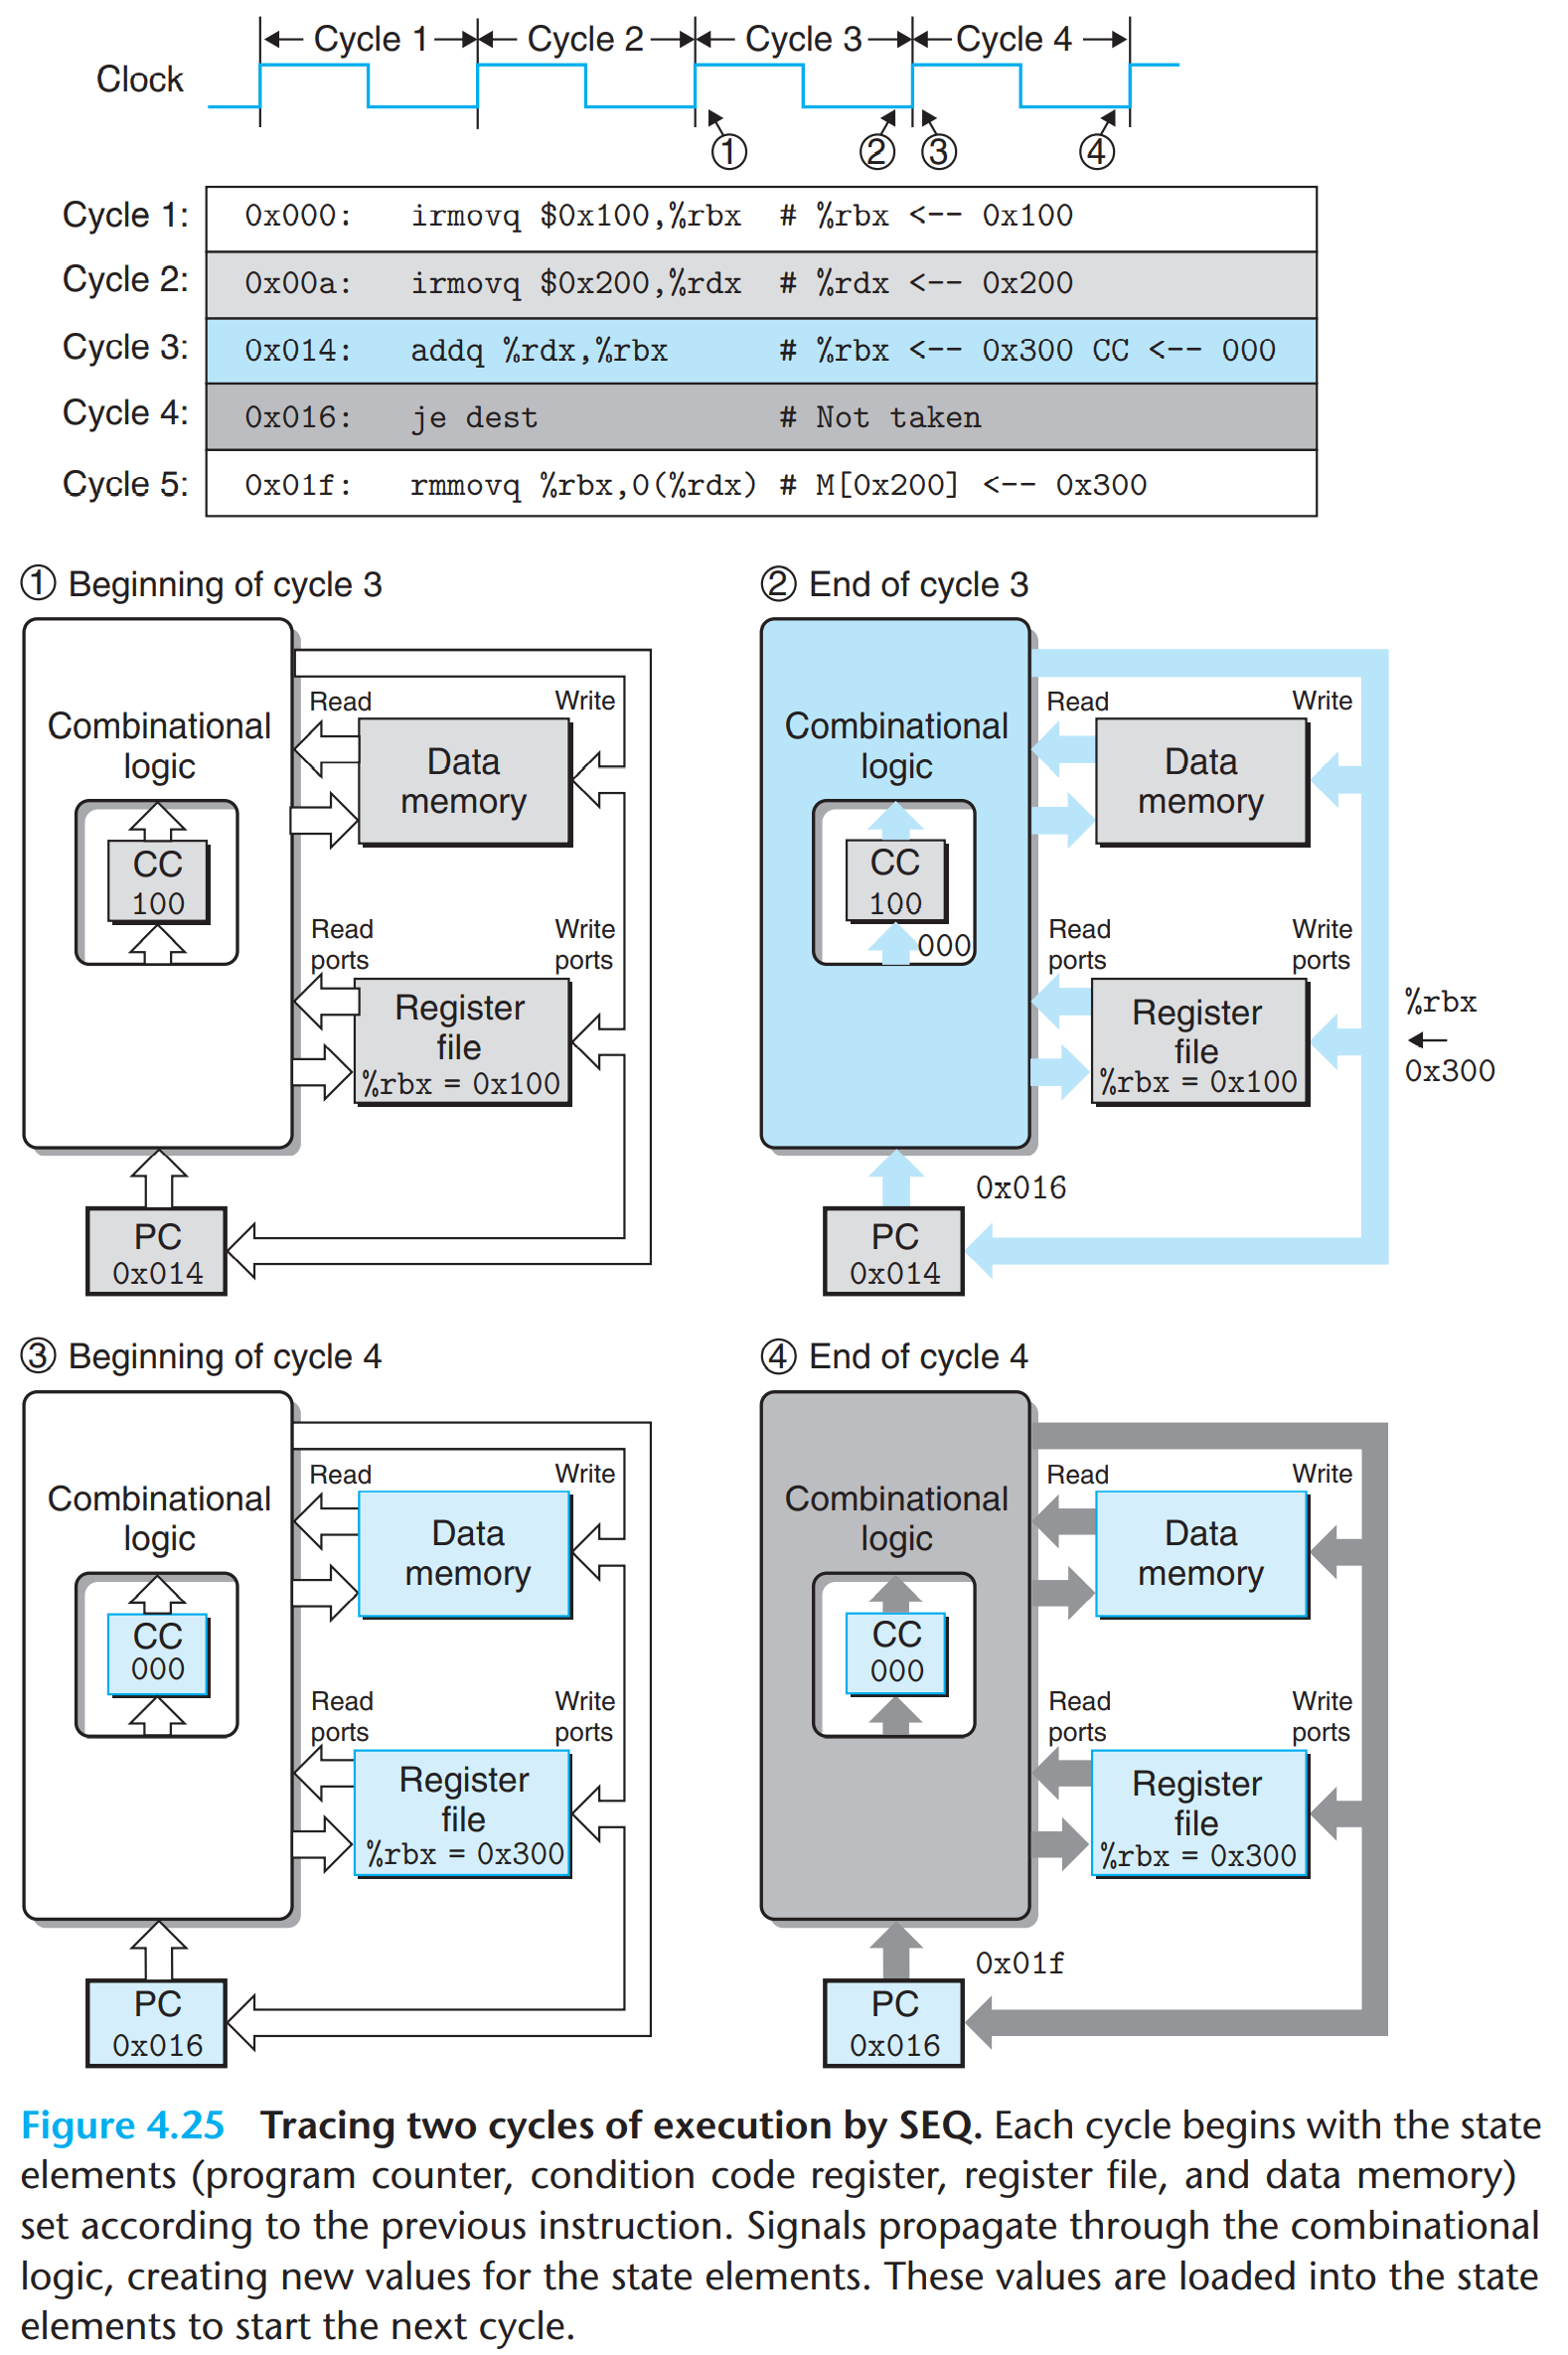 Cycle 1 Cycle 2 Cycle 3 Cycle 4
Clock
① ② ③ ④
Cycle 1: 0x000: irmovq $0x100,%rbx # %rbx <-- 0x100
Cycle 2: 0x00a: irmovq $0x200,%rdx # %rdx <-- 0x200
Cycle 3: 0x014: addq %rdx,%rbx # %rbx <-- 0x300 CC <-- 000
Cycle 4: 0x016: je dest # Not taken
Cycle 5: 0x01f: rmmovq %rbx,0(%rdx) # M[0x200] <-- 0x300
① Beginning of cycle 3
Combinational
logic
Read
Write
Data
memory
CC
100
Read
ports
Write
ports
Register
file
%rbx = 0x100
PC
0x014
② End of cycle 3
Combinational
logic
Read
Write
Data
memory
CC
100
000
Read
ports
Write
ports
Register
file
%rbx = 0x100
%rbx
0x300
0x016
PC
0x014
③ Beginning of cycle 4
Combinational
logic
Read
Write
Data
memory
CC
000
Read
ports
Write
ports
Register
file
%rbx = 0x300
PC
0x016
④ End of cycle 4
Combinational
logic
Read
Write
Data
memory
CC
000
Read
ports
Write
ports
Register
file
%rbx = 0x300
0x01f
PC
0x016
Figure 4.25 Tracing two cycles of execution by SEQ. Each cycle begins with the state
elements (program counter, condition code register, register file, and data memory)
set according to the previous instruction. Signals propagate through the combinational
logic, creating new values for the state elements. These values are loaded into the state
elements to start the next cycle.